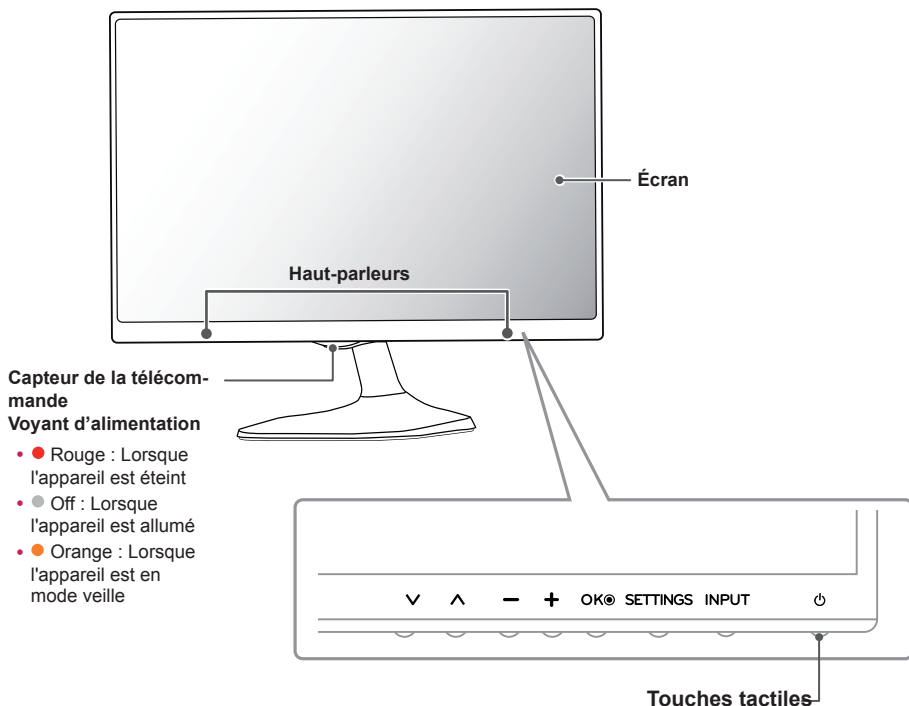 Écran
Haut-parleurs
Capteur de la télécom-
mande
Voyant d’alimentation
• Rouge : Lorsque
l'appareil est éteint
• Off : Lorsque
l'appareil est allumé
• Orange : Lorsque
l'appareil est en
mode veille
OK SETTINGS INPUT
Touches tactiles